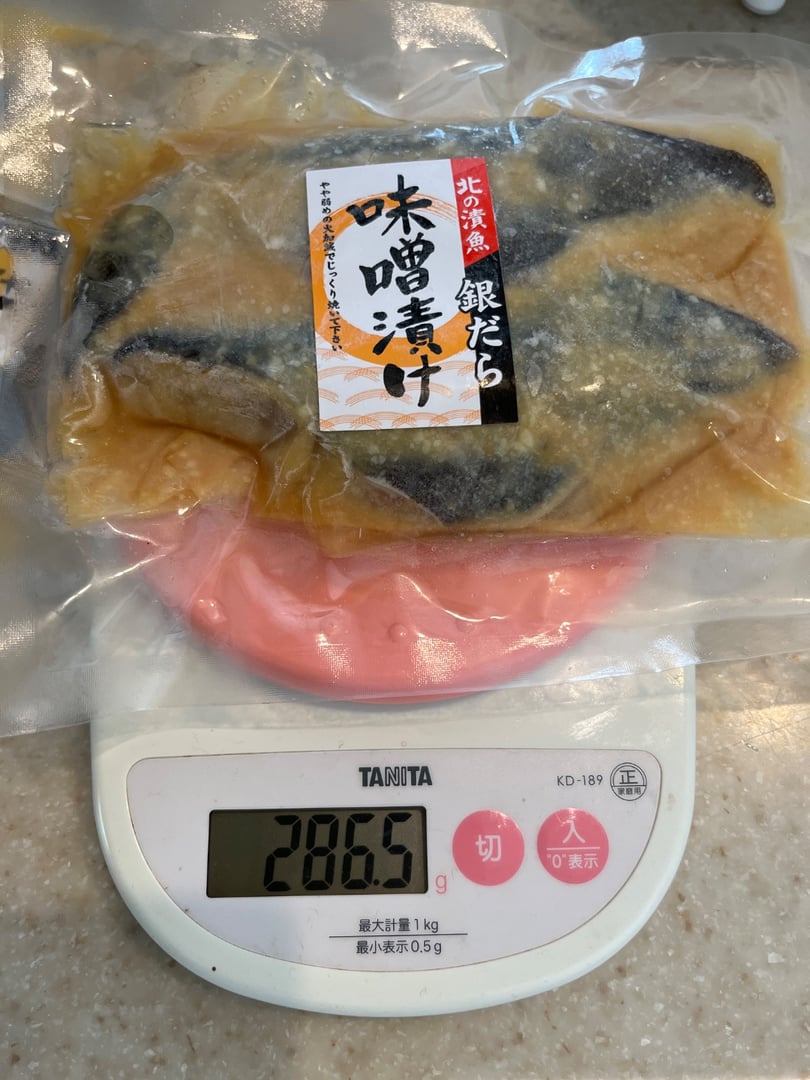 北の漬魚
銀だら
味噌漬け
やや弱めの火加減でじっくり焼いて下さい
TANITA
KD-189
正
家庭用
286.5
g
切
入
"0"表示
最大計量1kg
最小表示0.5g